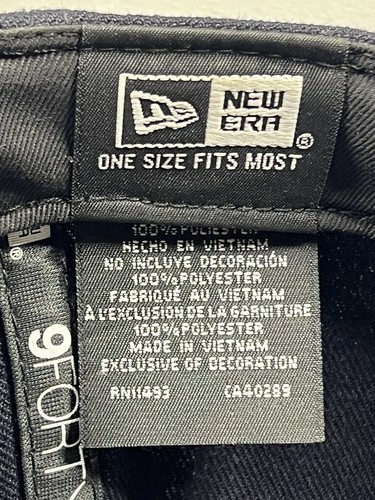 NEW
ERA
®
ONE SIZE FITS MOST
100% POLIESTER
HECHO EN VIETNAM
NO INCLUYE DECORACIÓN
100% POLYESTER
FABRIQUÉ AU VIETNAM
À L'EXCLUSION DE LA GARNITURE
100% POLYESTER
MADE IN VIETNAM
EXCLUSIVE OF DECORATION
RN11493 CA40289
®
9FORTY